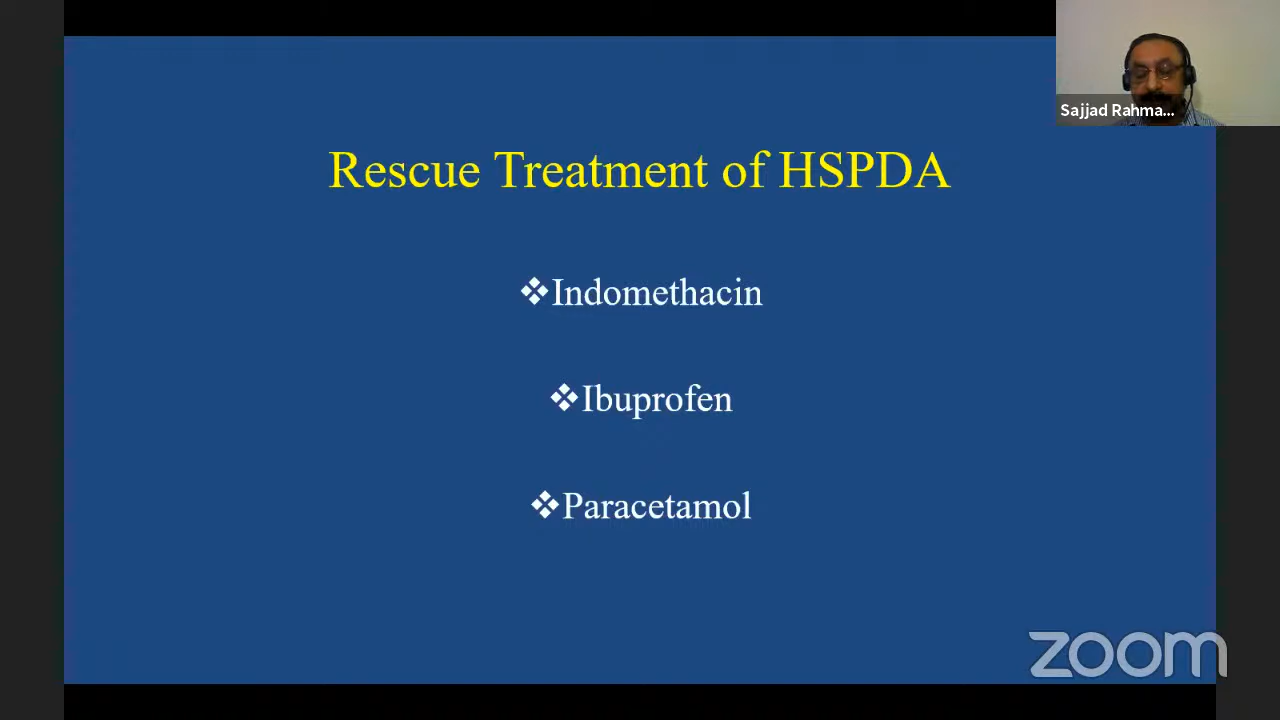 Sajjad Rahma...
Rescue Treatment of HSPDA
❖Indomethacin
❖Ibuprofen
❖Paracetamol
zoom